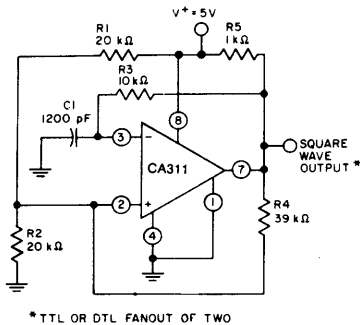 V⁺ = 5V
R1
20 kΩ
R5
1 kΩ
R3
10 kΩ
C1
1200 pF
8
3
−
CA311
7
SQUARE
WAVE
OUTPUT *
2
+
1
4
R4
39 kΩ
R2
20 kΩ
* TTL OR DTL FANOUT OF TWO